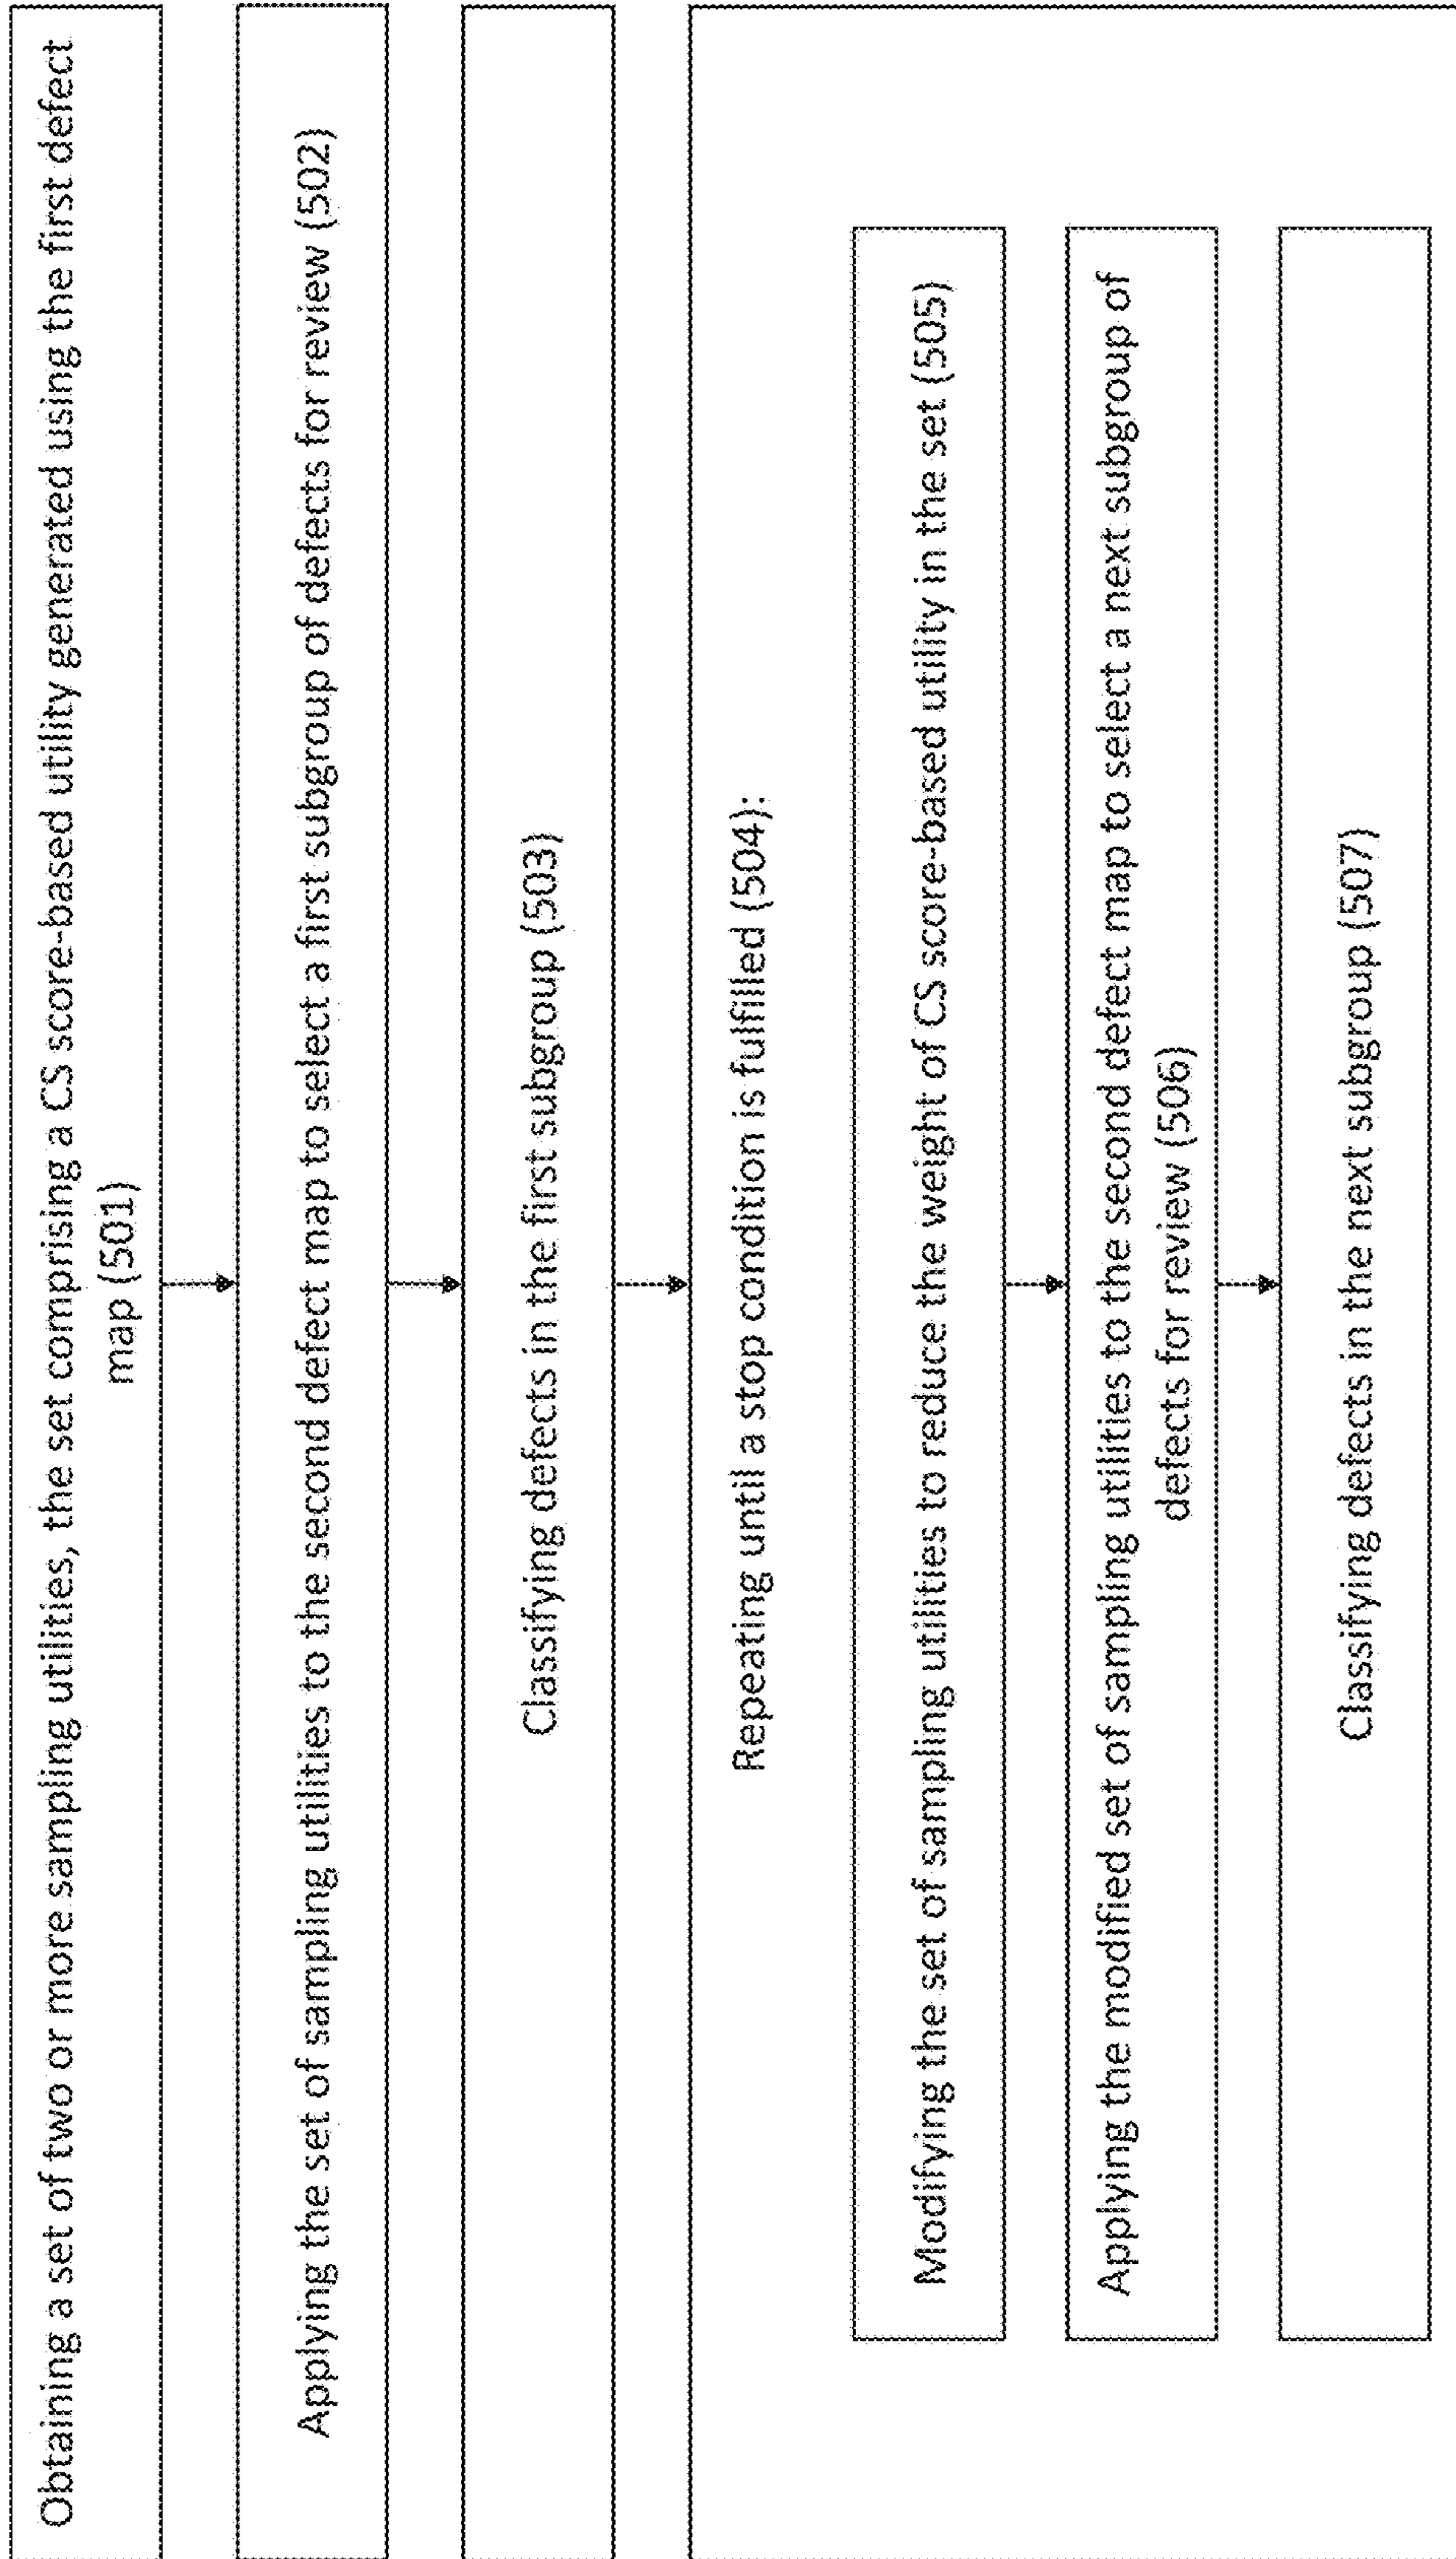 Obtaining a set of two or more sampling utilities, the set comprising a CS score-based utility generated using the first defect
map (501)
Applying the set of sampling utilities to the second defect map to select a first subgroup of defects for review (502)
Classifying defects in the first subgroup (503)
Repeating until a stop condition is fulfilled (504):
Modifying the set of sampling utilities to reduce the weight of CS score-based utility in the set (505)
Applying the modified set of sampling utilities to the second defect map to select a next subgroup of
defects for review (506)
Classifying defects in the next subgroup (507)